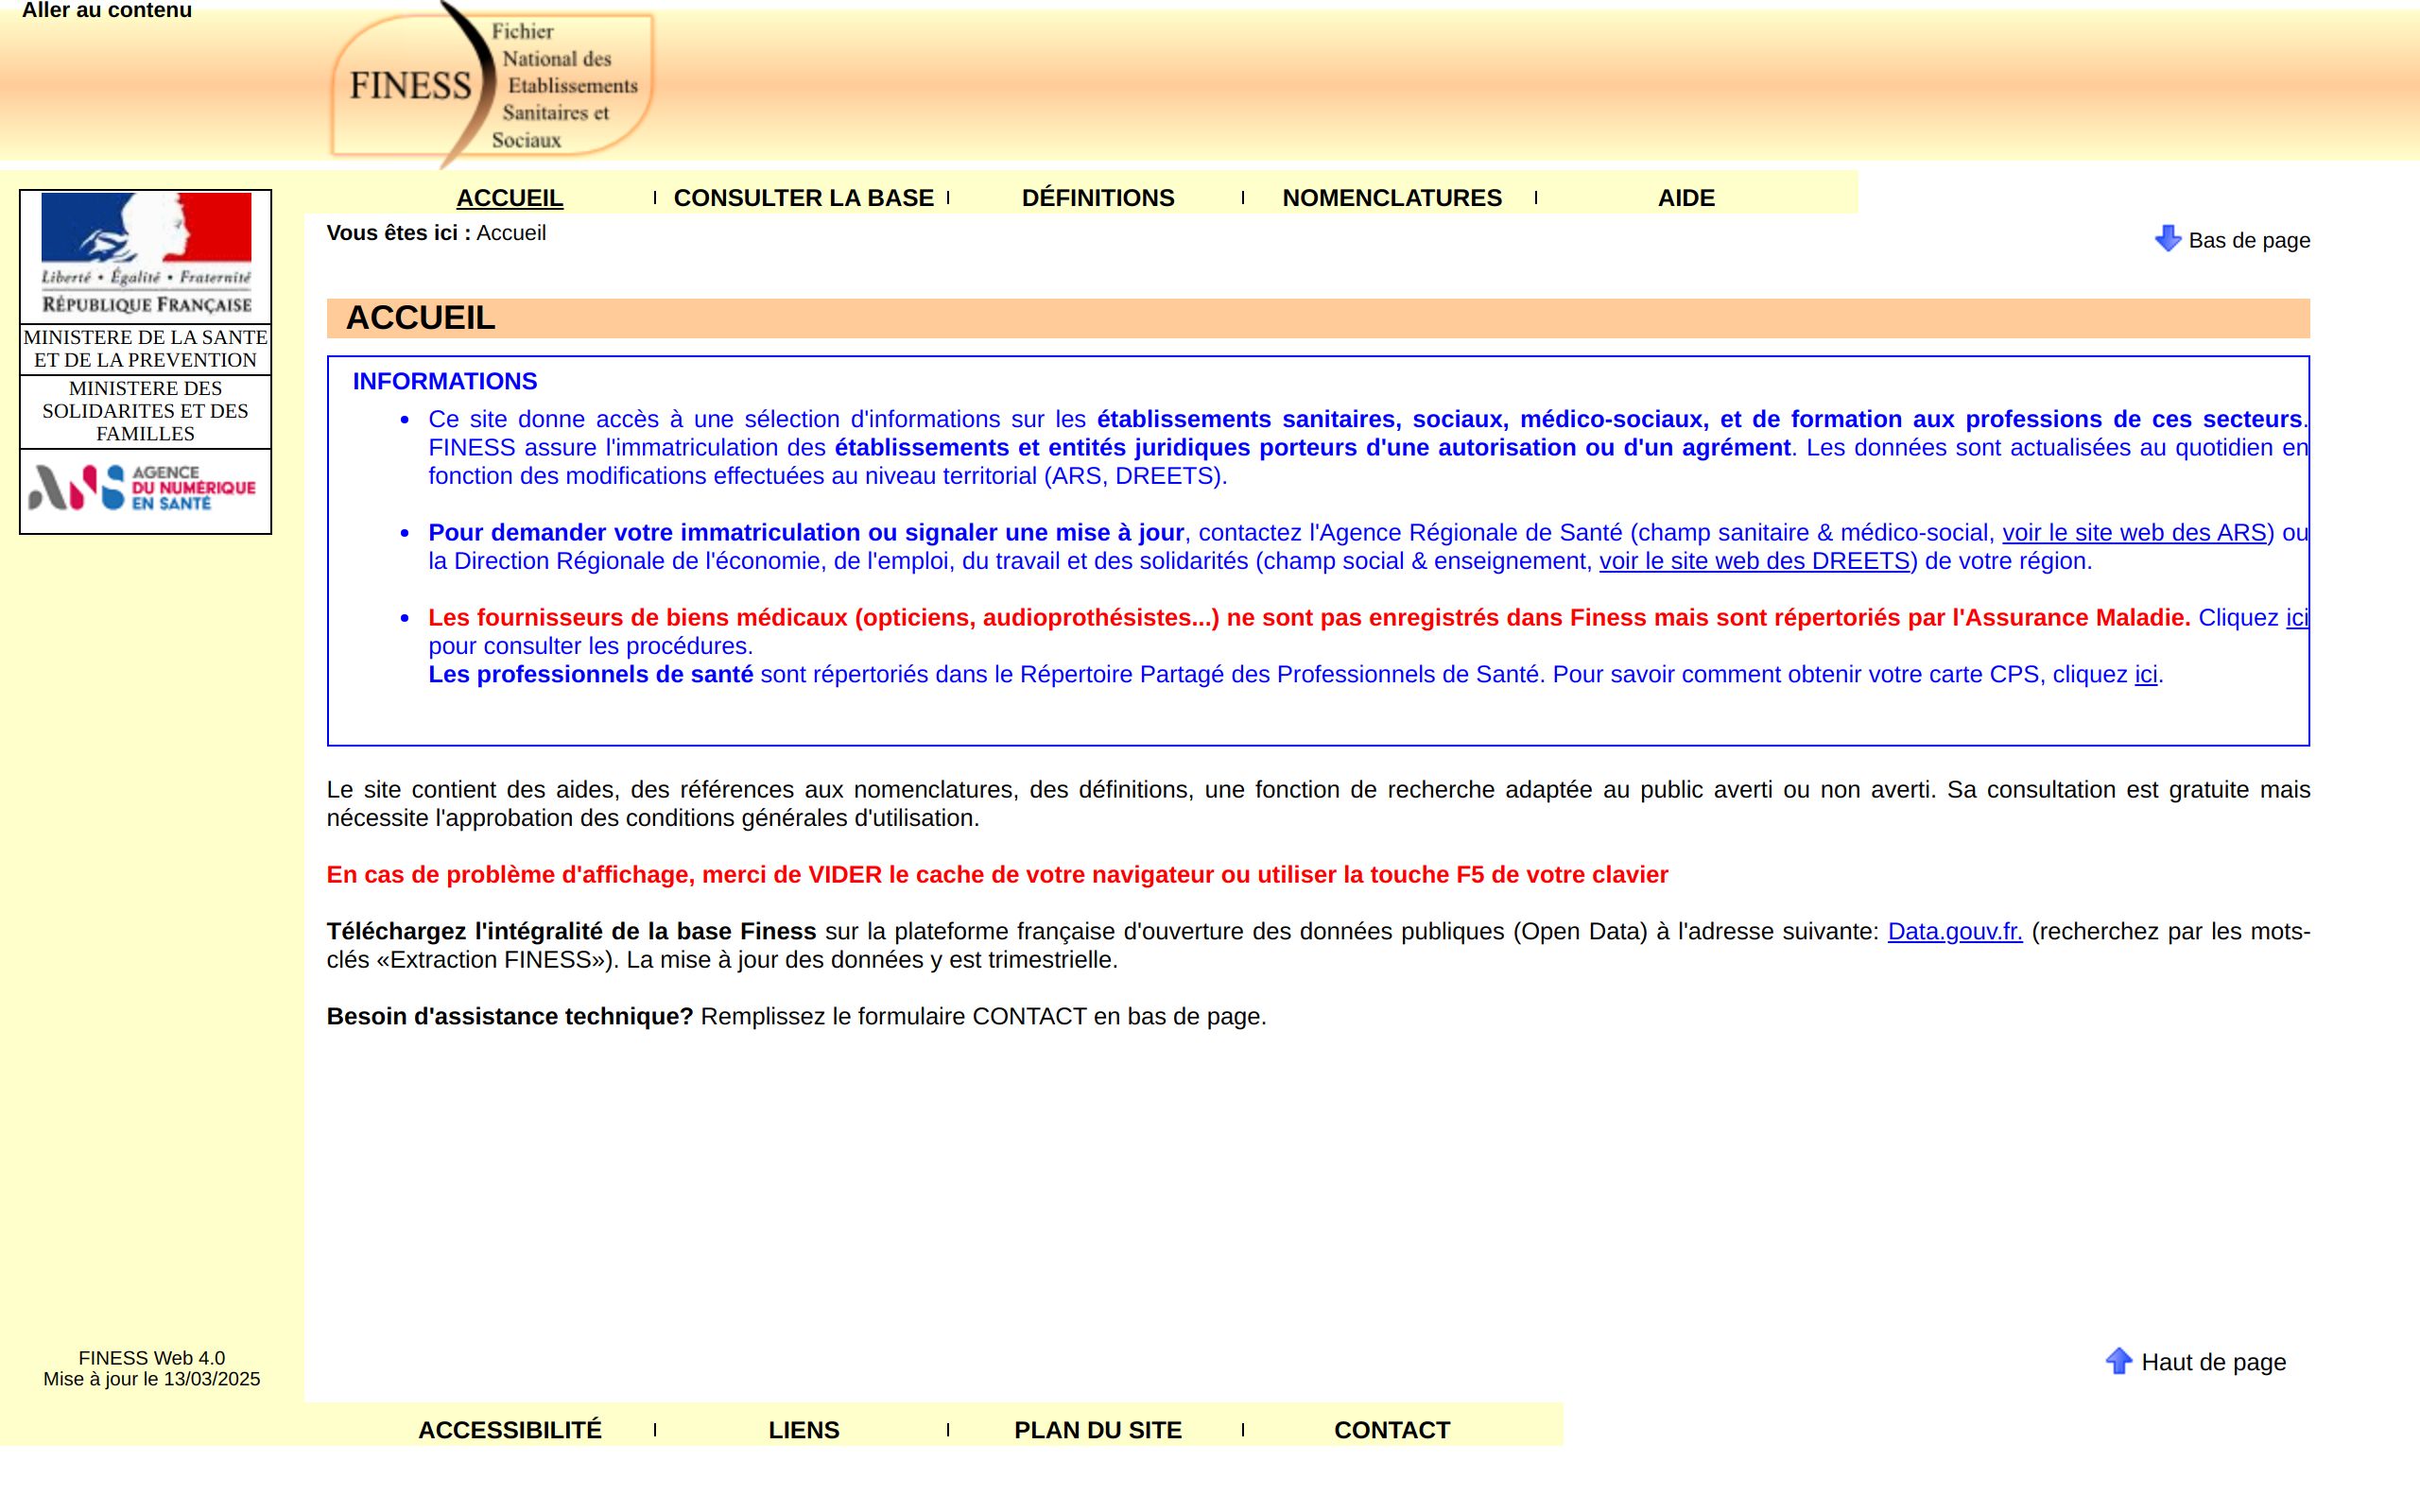 Aller au contenu
FINESS
Fichier
National des
Etablissements
Sanitaires et
Sociaux
ACCUEIL
CONSULTER LA BASE
DÉFINITIONS
NOMENCLATURES
AIDE
Liberté • Égalité • Fraternité
RÉPUBLIQUE FRANÇAISE
MINISTERE DE LA SANTE
ET DE LA PREVENTION
MINISTERE DES
SOLIDARITES ET DES
FAMILLES
AGENCE
DU NUMÉRIQUE
EN SANTÉ
Vous êtes ici : Accueil
Bas de page
ACCUEIL
INFORMATIONS
• Ce site donne accès à une sélection d'informations sur les établissements sanitaires, sociaux, médico-sociaux, et de formation aux professions de ces secteurs.
FINESS assure l'immatriculation des établissements et entités juridiques porteurs d'une autorisation ou d'un agrément. Les données sont actualisées au quotidien en
fonction des modifications effectuées au niveau territorial (ARS, DREETS).
• Pour demander votre immatriculation ou signaler une mise à jour, contactez l'Agence Régionale de Santé (champ sanitaire & médico-social, voir le site web des ARS) ou
la Direction Régionale de l'économie, de l'emploi, du travail et des solidarités (champ social & enseignement, voir le site web des DREETS) de votre région.
• Les fournisseurs de biens médicaux (opticiens, audioprothésistes...) ne sont pas enregistrés dans Finess mais sont répertoriés par l'Assurance Maladie. Cliquez ici
pour consulter les procédures.
Les professionnels de santé sont répertoriés dans le Répertoire Partagé des Professionnels de Santé. Pour savoir comment obtenir votre carte CPS, cliquez ici.
Le site contient des aides, des références aux nomenclatures, des définitions, une fonction de recherche adaptée au public averti ou non averti. Sa consultation est gratuite mais
nécessite l'approbation des conditions générales d'utilisation.
En cas de problème d'affichage, merci de VIDER le cache de votre navigateur ou utiliser la touche F5 de votre clavier
Téléchargez l'intégralité de la base Finess sur la plateforme française d'ouverture des données publiques (Open Data) à l'adresse suivante: Data.gouv.fr. (recherchez par les mots-
clés «Extraction FINESS»). La mise à jour des données y est trimestrielle.
Besoin d'assistance technique? Remplissez le formulaire CONTACT en bas de page.
FINESS Web 4.0
Mise à jour le 13/03/2025
Haut de page
ACCESSIBILITÉ
LIENS
PLAN DU SITE
CONTACT